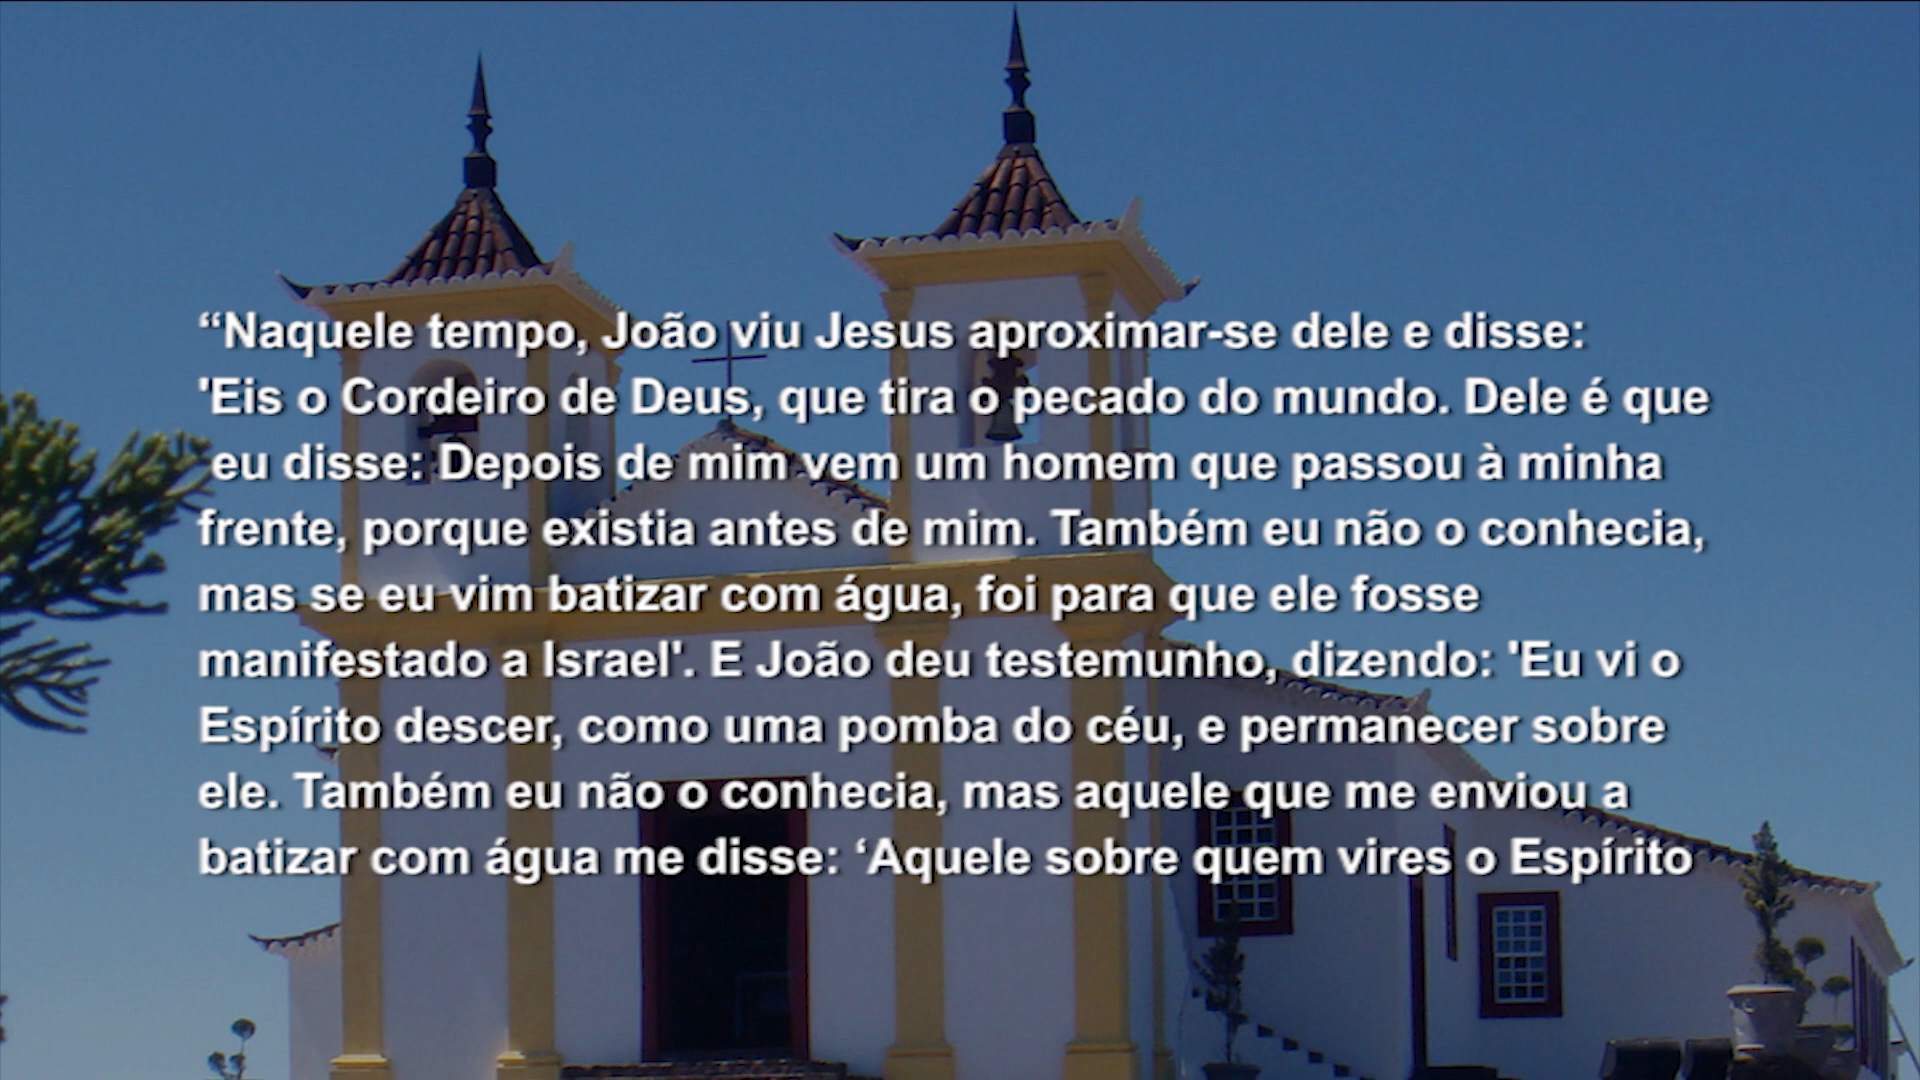 “Naquele tempo, João viu Jesus aproximar-se dele e disse:
'Eis o Cordeiro de Deus, que tira o pecado do mundo. Dele é que
eu disse: Depois de mim vem um homem que passou à minha
frente, porque existia antes de mim. Também eu não o conhecia,
mas se eu vim batizar com água, foi para que ele fosse
manifestado a Israel'. E João deu testemunho, dizendo: 'Eu vi o
Espírito descer, como uma pomba do céu, e permanecer sobre
ele. Também eu não o conhecia, mas aquele que me enviou a
batizar com água me disse: ‘Aquele sobre quem vires o Espírito